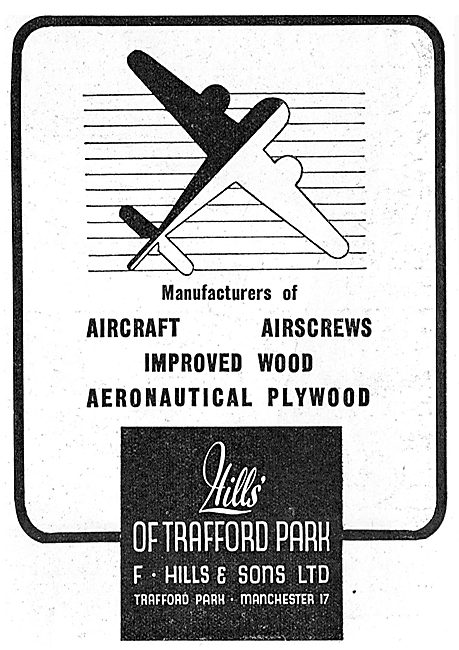 Manufacturers of
AIRCRAFT AIRSCREWS
IMPROVED WOOD
AERONAUTICAL PLYWOOD
Hills'
OF TRAFFORD PARK
F · HILLS & SONS LTD
TRAFFORD PARK · MANCHESTER 17